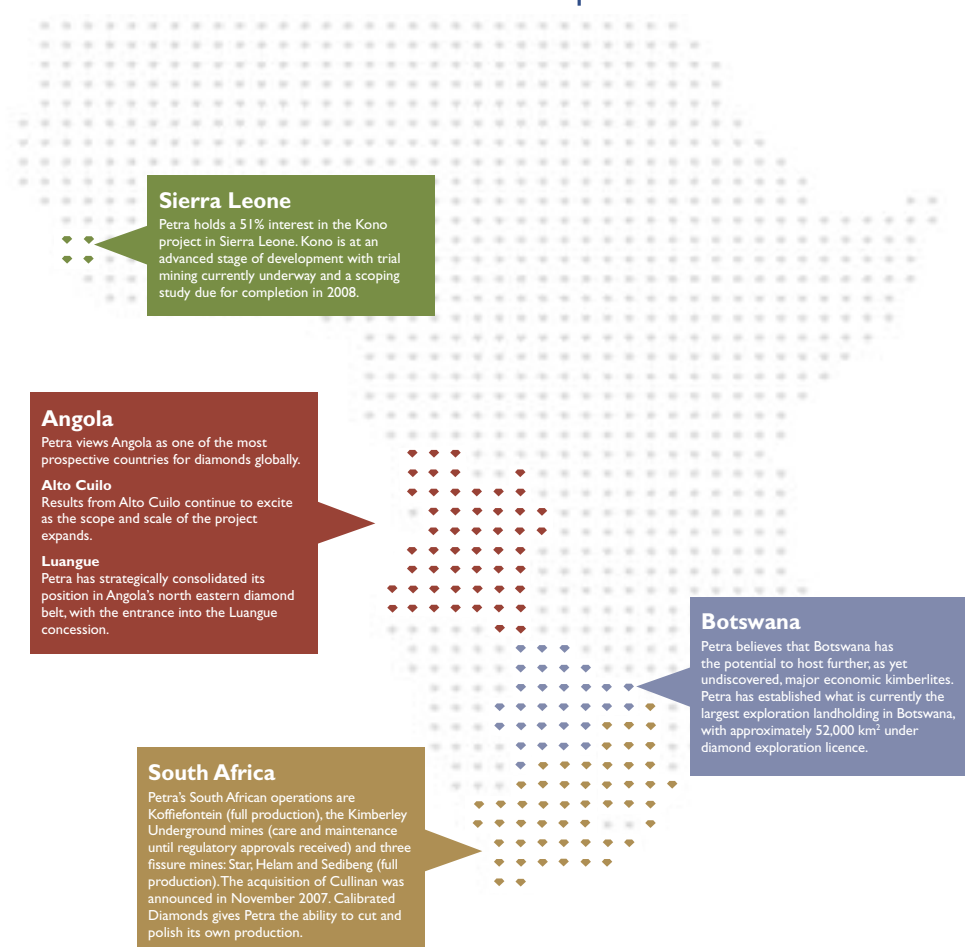 Sierra Leone
Petra holds a 51% interest in the Kono
project in Sierra Leone. Kono is at an
advanced stage of development with trial
mining currently underway and a scoping
study due for completion in 2008.
Angola
Petra views Angola as one of the most
prospective countries for diamonds globally.
Alto Cuilo
Results from Alto Cuilo continue to excite
as the scope and scale of the project
expands.
Luangue
Petra has strategically consolidated its
position in Angola's north eastern diamond
belt, with the entrance into the Luangue
concession.
Botswana
Petra believes that Botswana has
the potential to host further, as yet
undiscovered, major economic kimberlites.
Petra has established what is currently the
largest exploration landholding in Botswana,
with approximately 52,000 km² under
diamond exploration licence.
South Africa
Petra's South African operations are
Koffiefontein (full production), the Kimberley
Underground mines (care and maintenance
until regulatory approvals received) and three
fissure mines: Star, Helam and Sedibeng (full
production). The acquisition of Cullinan was
announced in November 2007. Calibrated
Diamonds gives Petra the ability to cut and
polish its own production.